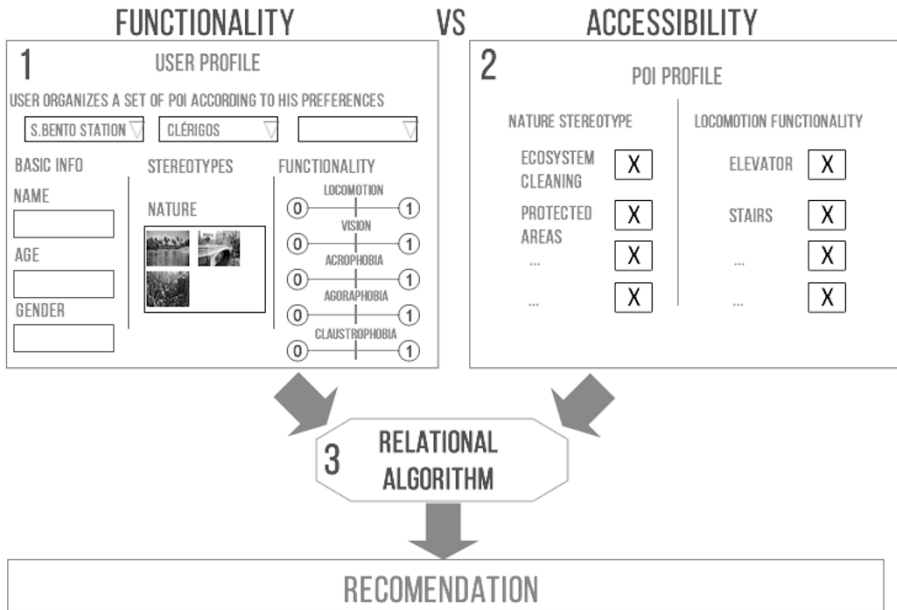 FUNCTIONALITY VS ACCESSIBILITY
1
USER PROFILE
USER ORGANIZES A SET OF POI ACCORDING TO HIS PREFERENCES
S.BENTO STATION
CLÉRIGOS
BASIC INFO
NAME
AGE
GENDER
STEREOTYPES
NATURE
FUNCTIONALITY
LOCOMOTION
0 1
VISION
0 1
ACROPHOBIA
0 1
AGORAPHOBIA
0 1
CLAUSTROPHOBIA
0 1
2
POI PROFILE
NATURE STEREOTYPE
ECOSYSTEM
CLEANING
X
PROTECTED
AREAS
X
... X
... X
LOCOMOTION FUNCTIONALITY
ELEVATOR X
STAIRS X
... X
... X
3
RELATIONAL
ALGORITHM
RECOMENDATION